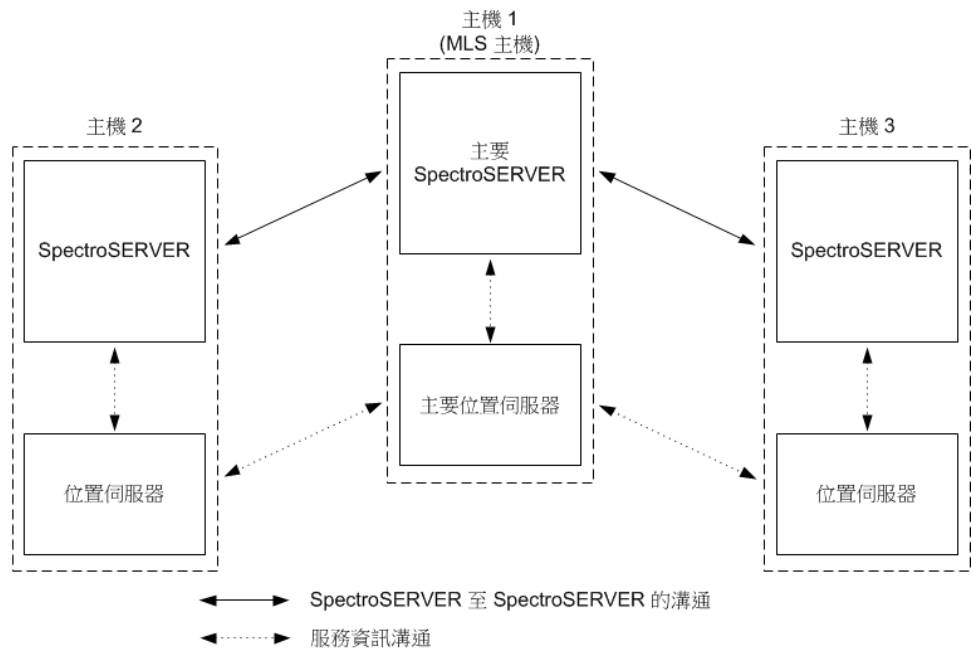 主機 1
(MLS 主機)
主機 2
主機 3
主要
SpectroSERVER
SpectroSERVER
SpectroSERVER
主要位置伺服器
位置伺服器
位置伺服器
SpectroSERVER 至 SpectroSERVER 的溝通
服務資訊溝通